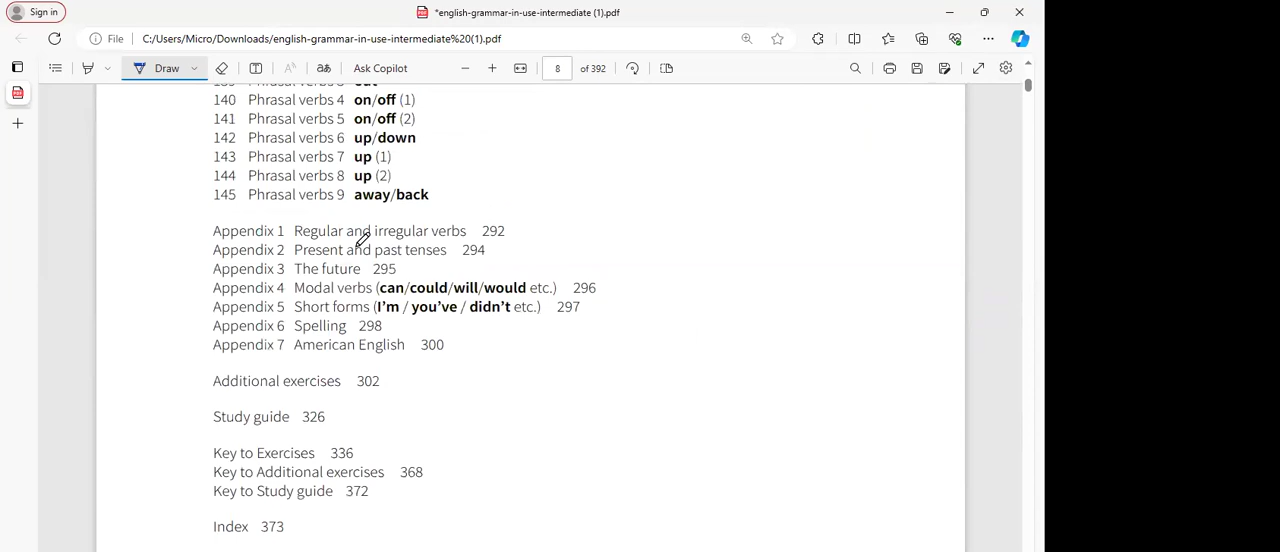 Sign in
*english-grammar-in-use-intermediate (1).pdf
File C:/Users/Micro/Downloads/english-grammar-in-use-intermediate%20(1).pdf
Draw
Ask Copilot
8 of 392
140 Phrasal verbs 4 on/off (1)
141 Phrasal verbs 5 on/off (2)
142 Phrasal verbs 6 up/down
143 Phrasal verbs 7 up (1)
144 Phrasal verbs 8 up (2)
145 Phrasal verbs 9 away/back
Appendix 1 Regular and irregular verbs 292
Appendix 2 Present and past tenses 294
Appendix 3 The future 295
Appendix 4 Modal verbs (can/could/will/would etc.) 296
Appendix 5 Short forms (I'm / you've / didn't etc.) 297
Appendix 6 Spelling 298
Appendix 7 American English 300
Additional exercises 302
Study guide 326
Key to Exercises 336
Key to Additional exercises 368
Key to Study guide 372
Index 373